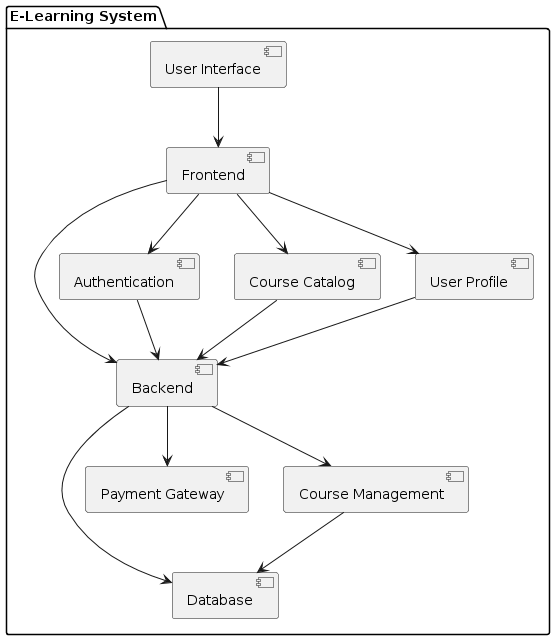 E-Learning System
User Interface
Frontend
Authentication
Course Catalog
User Profile
Backend
Payment Gateway
Course Management
Database